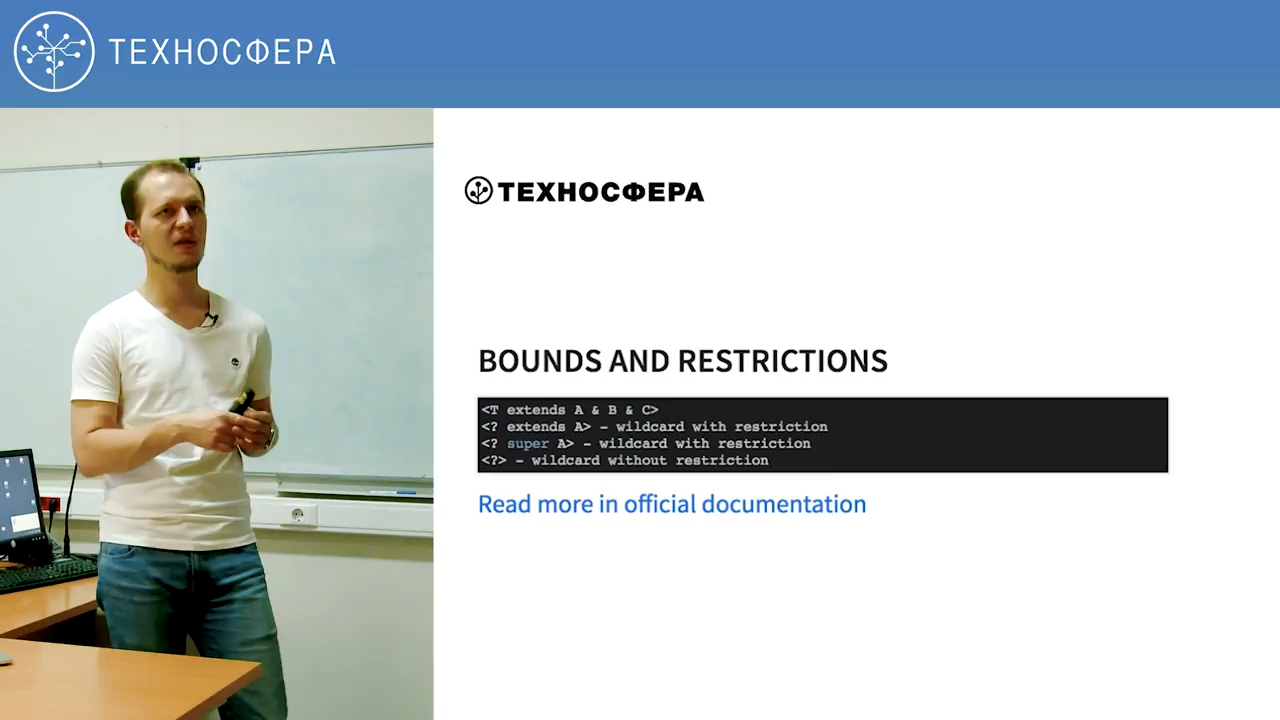 ТЕХНОСФЕРА
ТЕХНОСФЕРА
BOUNDS AND RESTRICTIONS
<T extends A & B & C>
<? extends A> - wildcard with restriction
<? super A> - wildcard with restriction
<?> - wildcard without restriction
Read more in official documentation